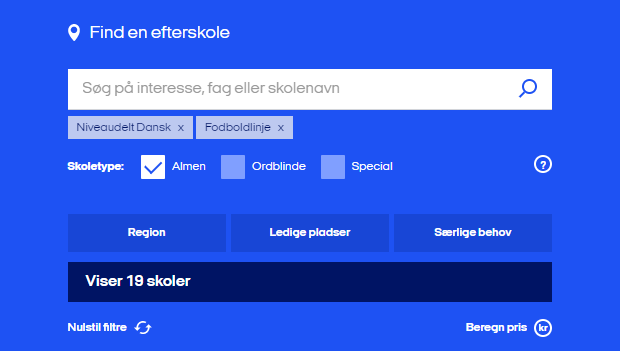 Find en efterskole
Søg på interesse, fag eller skolenavn
Niveaudelt Dansk x Fodboldlinje x
Skoletype: Almen Ordblinde Special ?
Region Ledige pladser Særlige behov
Viser 19 skoler
Nulstil filtre Beregn pris kr